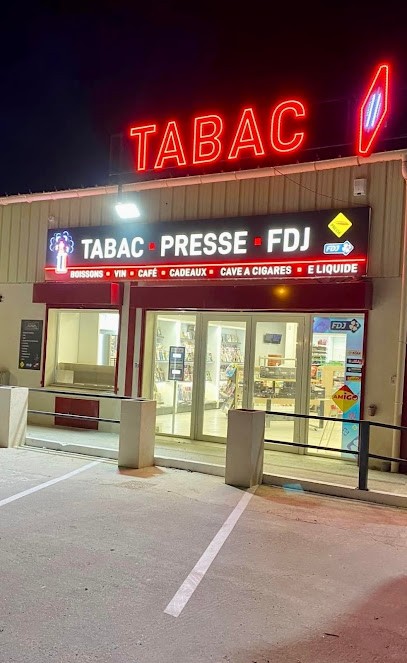 TABAC
TABAC PRESSE FDJ
FDJ
BOISSONS VIN CAFÉ CADEAUX CAVE A CIGARES E LIQUIDE
FDJ
AMIGO